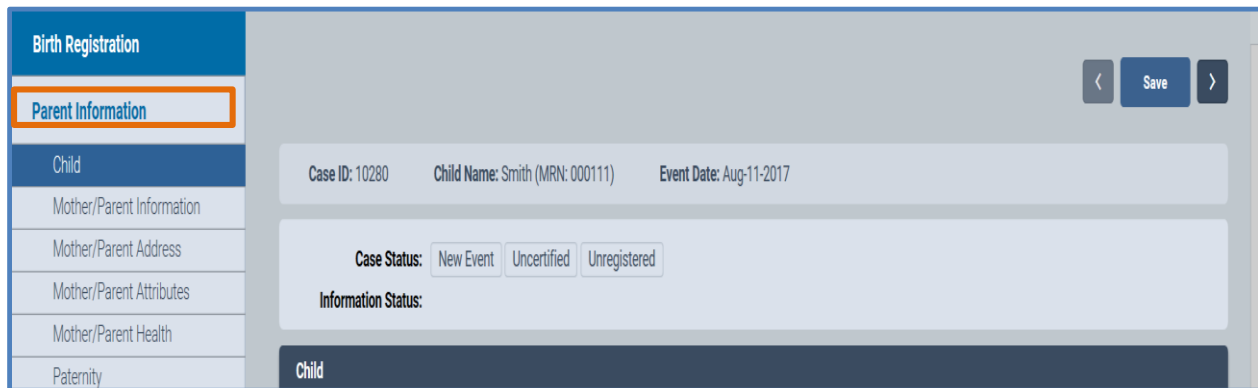 Birth Registration
Parent Information
Child
Mother/Parent Information
Mother/Parent Address
Mother/Parent Attributes
Mother/Parent Health
Paternity
< Save >
Case ID: 10280 Child Name: Smith (MRN: 000111) Event Date: Aug-11-2017
Case Status: New Event Uncertified Unregistered
Information Status:
Child